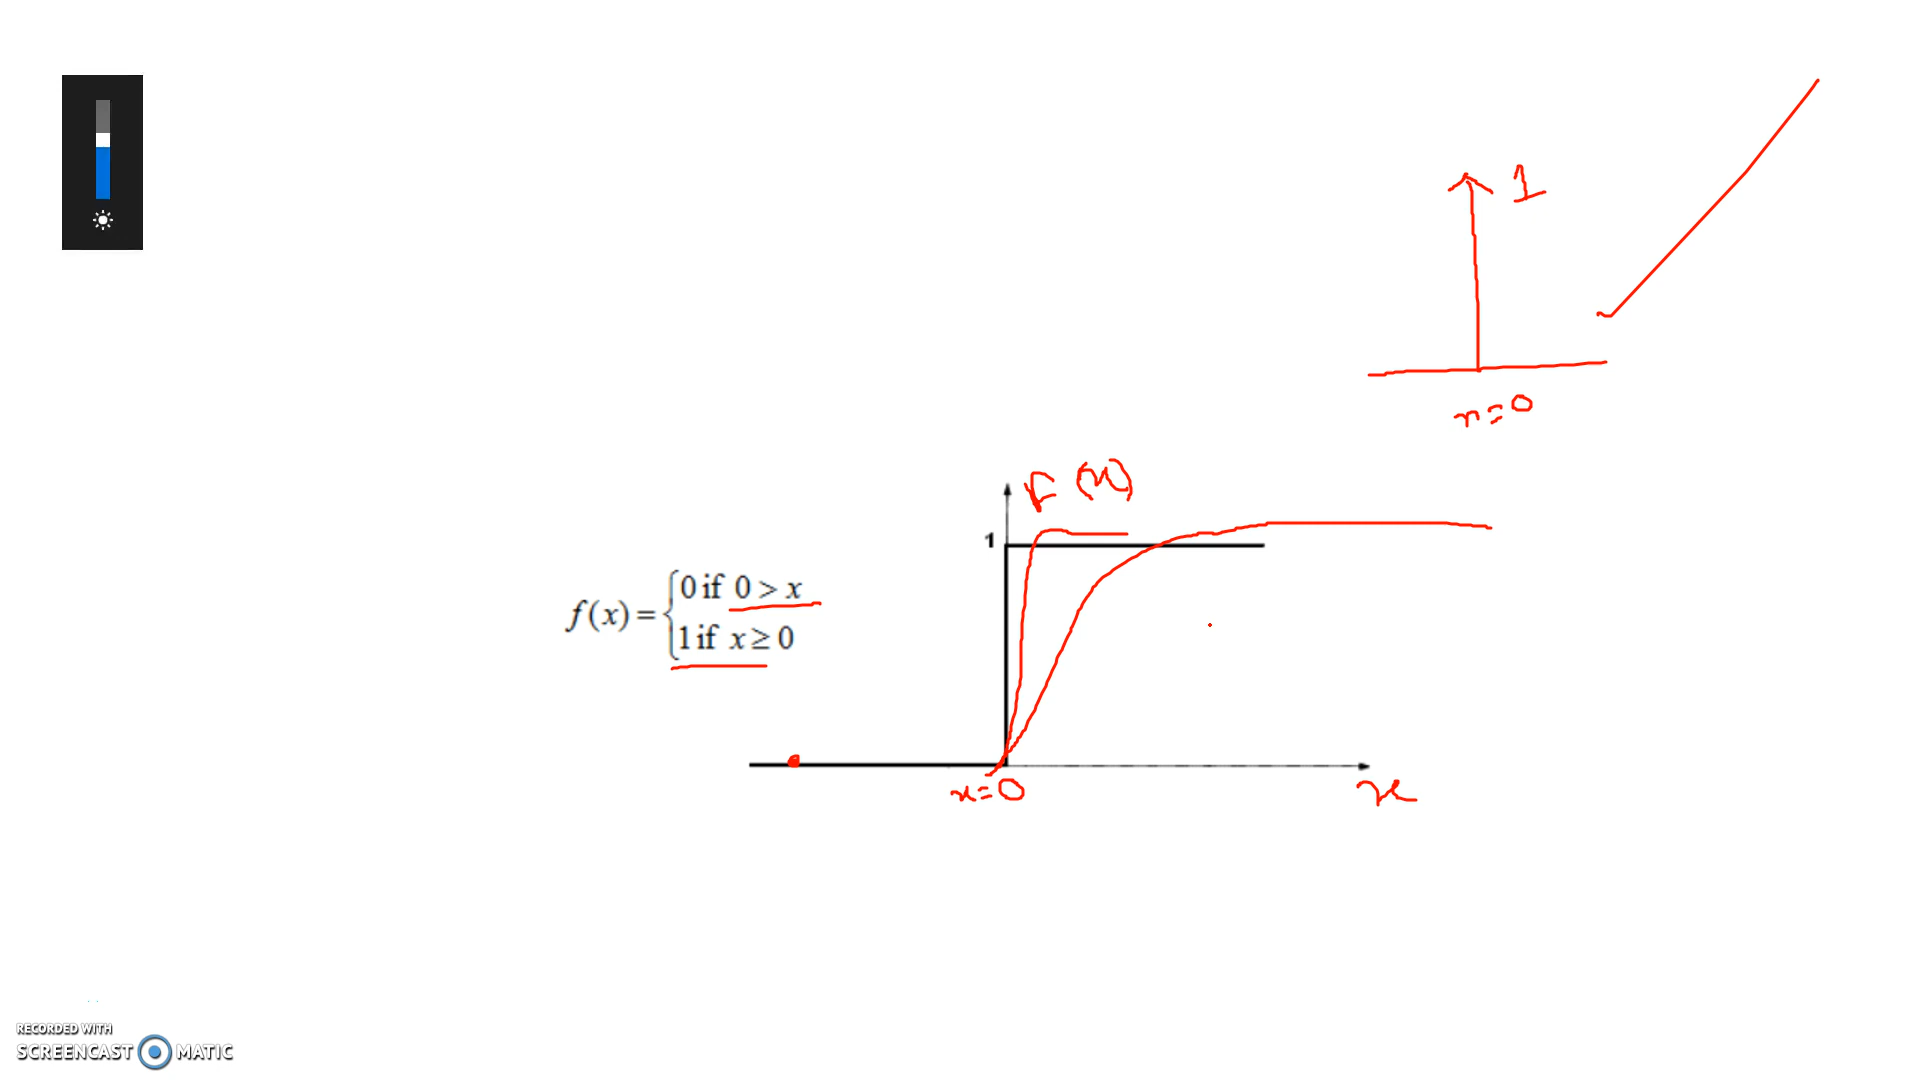 1
n=0
F(x)
1
f(x) = { 0 if 0 > x
1 if x ≥ 0
x=0
x
RECORDED WITH
SCREENCAST MATIC